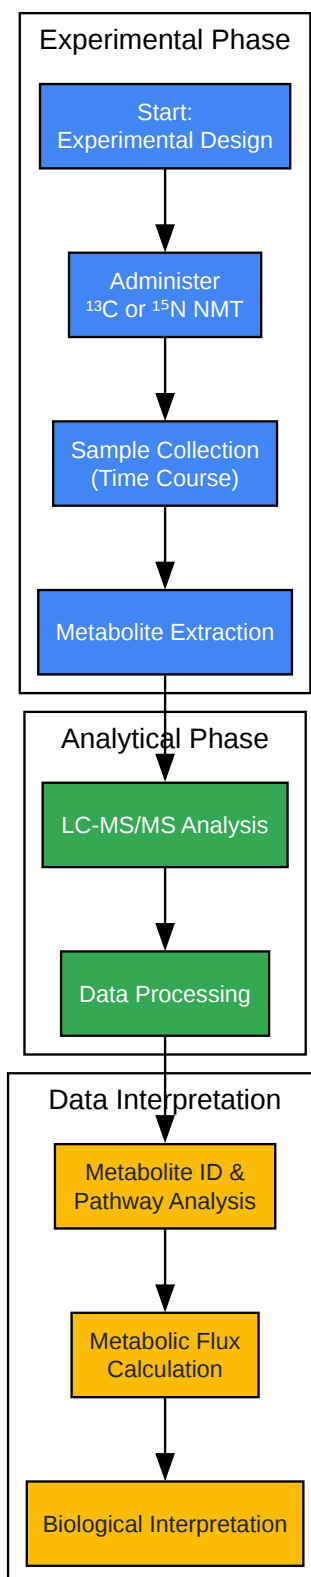 Experimental Phase
Start:
Experimental Design
Administer
¹³C or ¹⁵N NMT
Sample Collection
(Time Course)
Metabolite Extraction
Analytical Phase
LC-MS/MS Analysis
Data Processing
Data Interpretation
Metabolite ID &
Pathway Analysis
Metabolic Flux
Calculation
Biological Interpretation